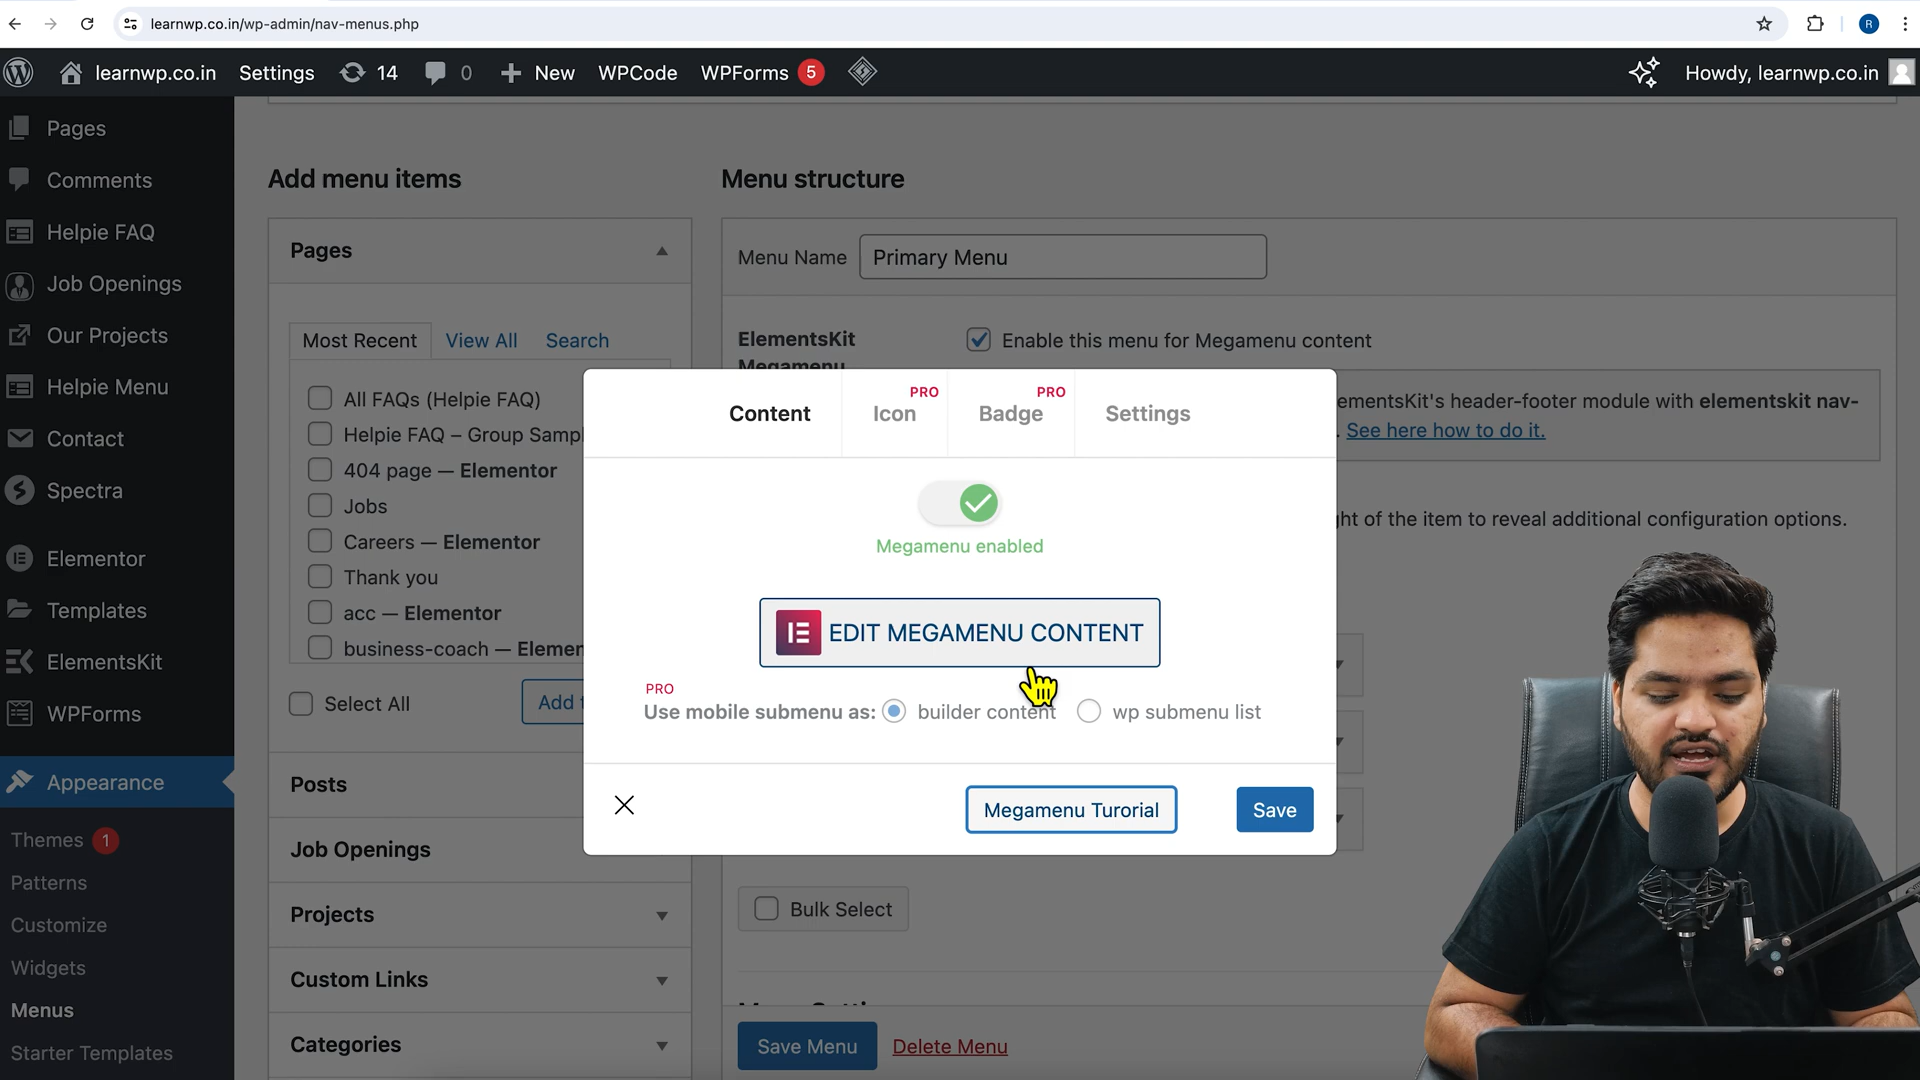 learnwp.co.in/wp-admin/nav-menus.php
R
learnwp.co.in
Settings
14
0
New
WPCode
WPForms 5
Howdy, learnwp.co.in
Pages
Comments
Helpie FAQ
Job Openings
Our Projects
Helpie Menu
Contact
Spectra
Elementor
Templates
ElementsKit
WPForms
Appearance
Themes 1
Patterns
Customize
Widgets
Menus
Starter Templates
Add menu items
Pages
Most Recent
View All
Search
All FAQs (Helpie FAQ)
Helpie FAQ – Group Sampl
404 page — Elementor
Jobs
Careers — Elementor
Thank you
acc — Elementor
business-coach — Elemen
Select All
Add t
Posts
Job Openings
Projects
Custom Links
Categories
Menu structure
Menu Name
Primary Menu
ElementsKit
Megamenu
Enable this menu for Megamenu content
ementsKit's header-footer module with elementskit nav-
. See here how to do it.
ht of the item to reveal additional configuration options.
Content
PRO
Icon
PRO
Badge
Settings
Megamenu enabled
EDIT MEGAMENU CONTENT
PRO
Use mobile submenu as: builder content wp submenu list
Megamenu Turorial
Save
Bulk Select
Save Menu
Delete Menu